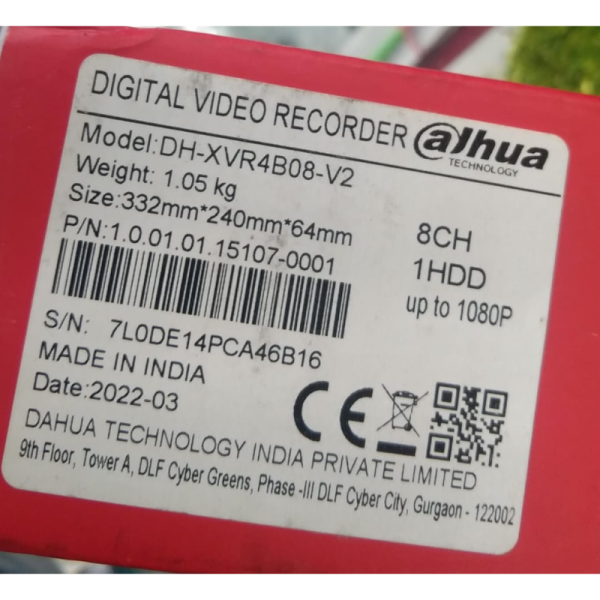 DIGITAL VIDEO RECORDER
alhua
TECHNOLOGY
Model:DH-XVR4B08-V2
Weight: 1.05 kg
Size:332mm*240mm*64mm
P/N:1.0.01.01.15107-0001
8CH
1HDD
up to 1080P
S/N: 7L0DE14PCA46B16
MADE IN INDIA
Date:2022-03
CE
DAHUA TECHNOLOGY INDIA PRIVATE LIMITED
9th Floor, Tower A, DLF Cyber Greens, Phase -III DLF Cyber City, Gurgaon - 122002